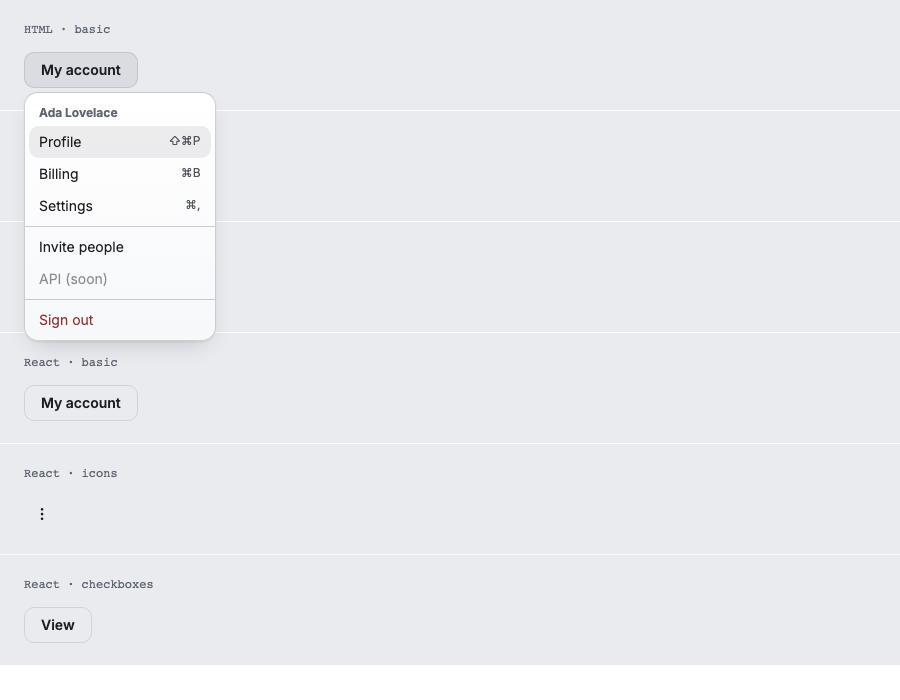 HTML · basic
My account
Ada Lovelace
Profile ⇧⌘P
Billing ⌘B
Settings ⌘,
Invite people
API (soon)
Sign out
React · basic
My account
React · icons
React · checkboxes
View